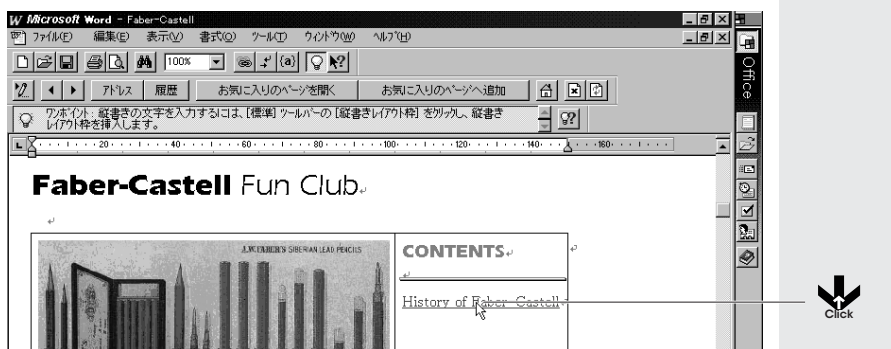 Microsoft Word - Faber-Castell
ファイル(F) 編集(E) 表示(V) 書式(O) ツール(T) ウィンドウ(W) ヘルプ(H)
100%
アドレス 履歴 お気に入りのページを開く お気に入りのページへ追加
ワンポイント: 縦書きの文字を入力するには、[標準] ツールバーの [縦書きレイアウト枠] をクリックし、縦書き
レイアウト枠を挿入します。
20 40 60 80 100 120 140 160
Office
Faber-Castell Fun Club
A.W.FABER'S SIBERIAN LEAD PENCILS
CONTENTS
History of Faber-Castell
Click